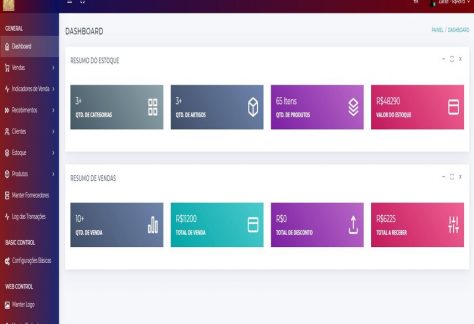 GENERAL
Dashboard
Vendas
Indicadores de Venda
Recebimentos
Clientes
Estoque
Produtos
Manter Fornecedores
Log das Transações
BASIC CONTROL
Configurações Básicas
WEB CONTROL
Manter Logo
DASHBOARD
PAINEL / DASHBOARD
RESUMO DO ESTOQUE
3+
QTD. DE CATEGORIAS
3+
QTD. DE ARTIGOS
65 Itens
QTD. DE PRODUTOS
R$48290
VALOR DO ESTOQUE
RESUMO DE VENDAS
10+
QTD. DE VENDA
R$11200
TOTAL DE VENDA
R$0
TOTAL DE DESCONTO
R$6225
TOTAL A RECEBER